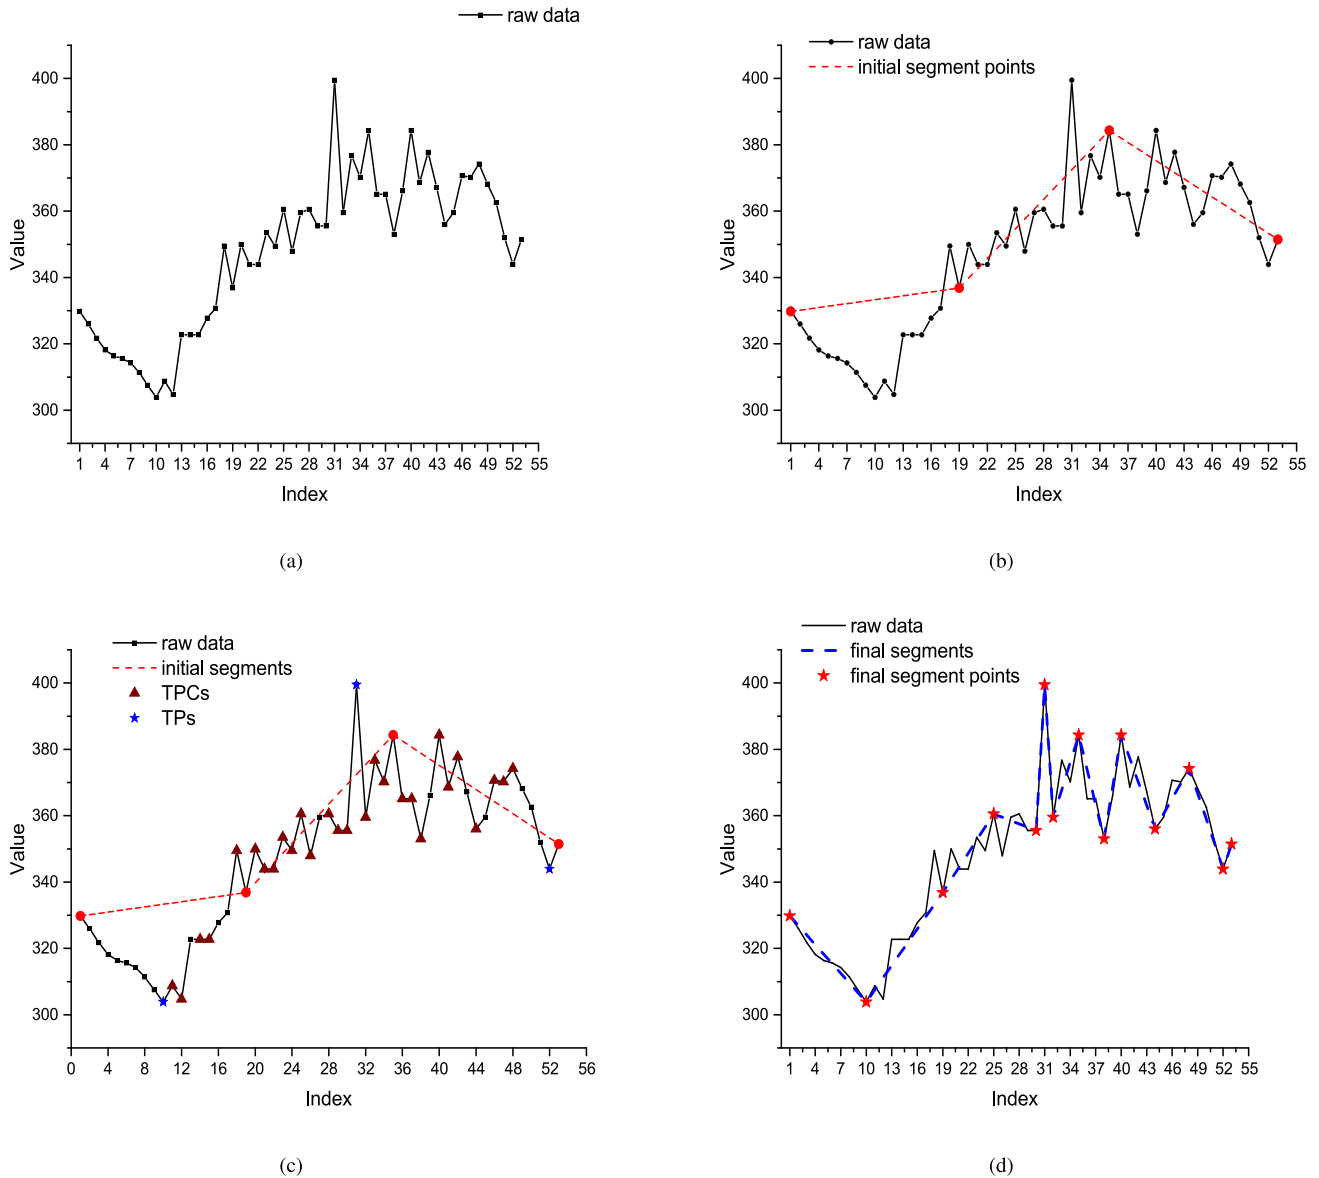 raw data
400
380
360
340
320
300
Value
1 4 7 10 13 16 19 22 25 28 31 34 37 40 43 46 49 52 55
Index
(a)
raw data
initial segment points
400
380
360
340
320
300
Value
1 4 7 10 13 16 19 22 25 28 31 34 37 40 43 46 49 52 55
Index
(b)
raw data
initial segments
TPCs
TPs
400
380
360
340
320
300
Value
0 4 8 12 16 20 24 28 32 36 40 44 48 52 56
Index
(c)
raw data
final segments
final segment points
400
380
360
340
320
300
Value
1 4 7 10 13 16 19 22 25 28 31 34 37 40 43 46 49 52 55
Index
(d)